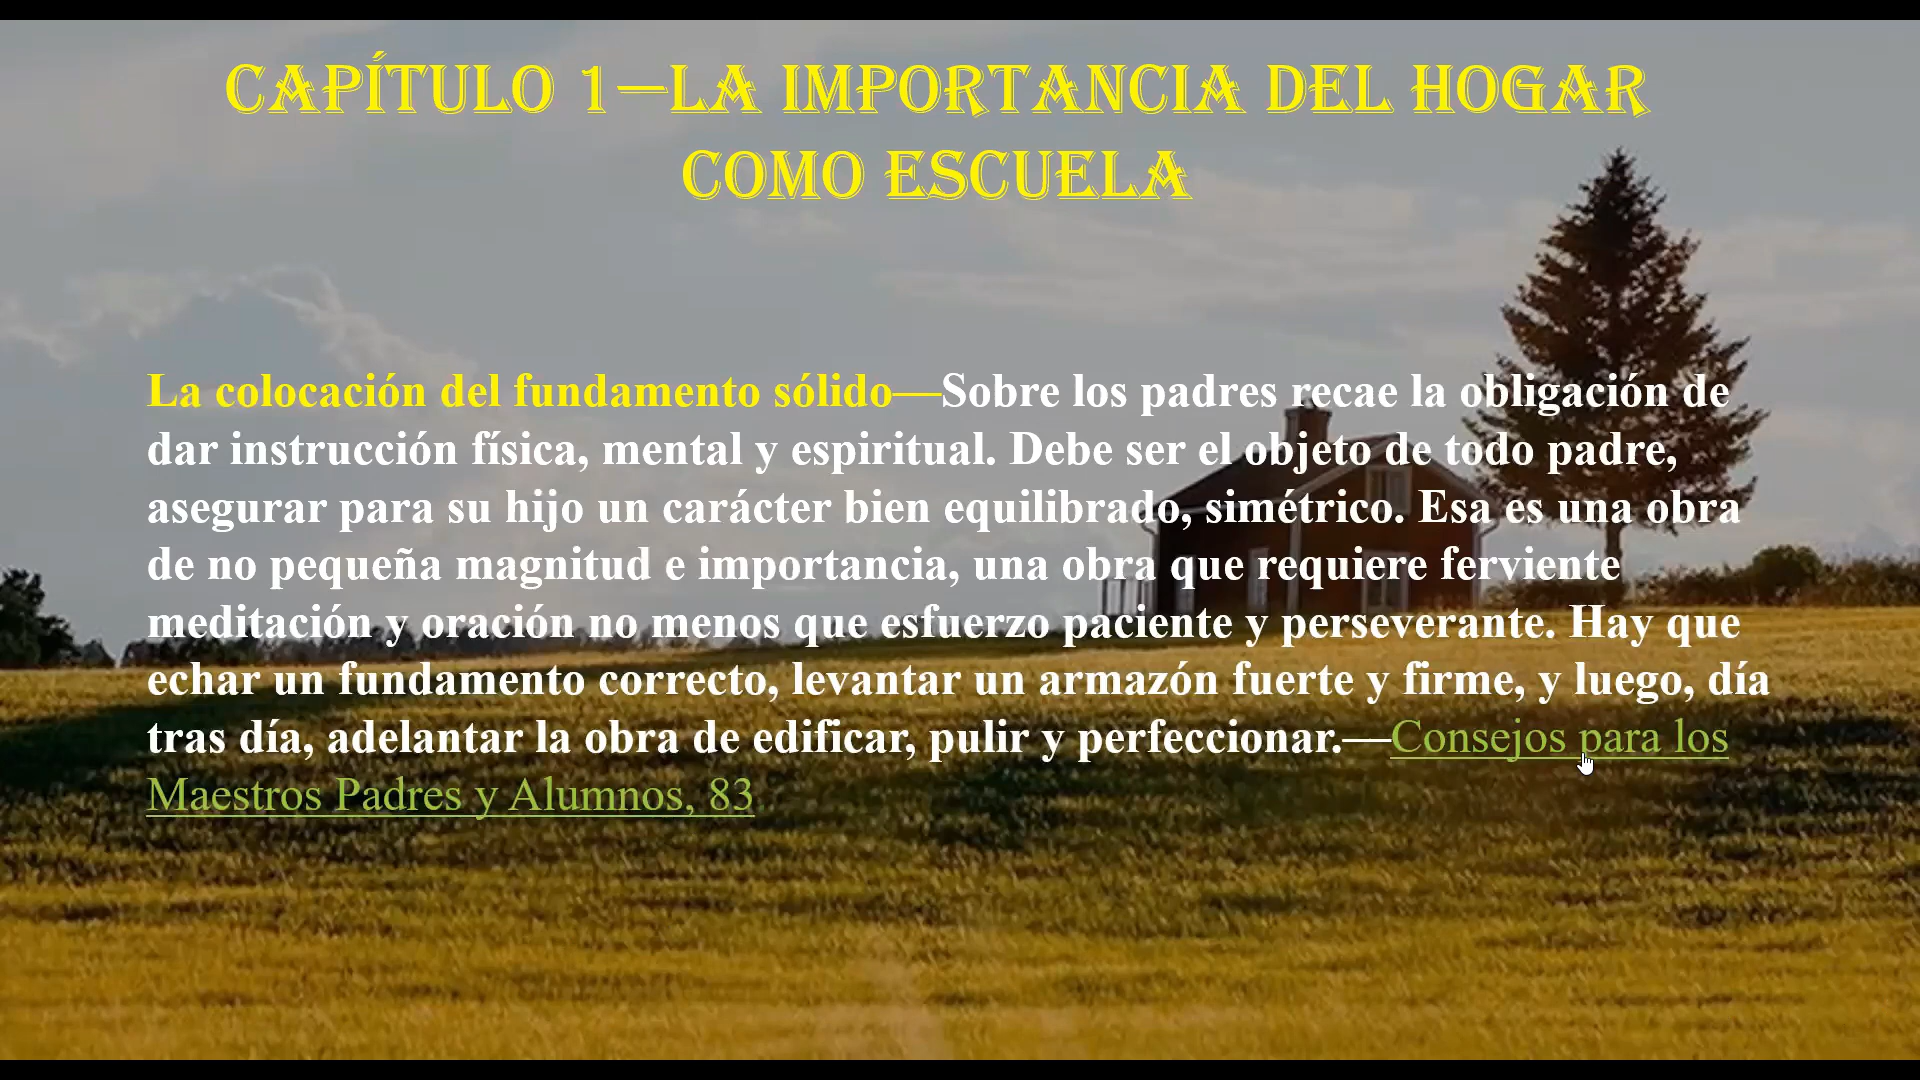 CAPÍTULO 1—LA IMPORTANCIA DEL HOGAR
COMO ESCUELA
La colocación del fundamento sólido—Sobre los padres recae la obligación de
dar instrucción física, mental y espiritual. Debe ser el objeto de todo padre,
asegurar para su hijo un carácter bien equilibrado, simétrico. Esa es una obra
de no pequeña magnitud e importancia, una obra que requiere ferviente
meditación y oración no menos que esfuerzo paciente y perseverante. Hay que
echar un fundamento correcto, levantar un armazón fuerte y firme, y luego, día
tras día, adelantar la obra de edificar, pulir y perfeccionar.—Consejos para los
Maestros Padres y Alumnos, 83.